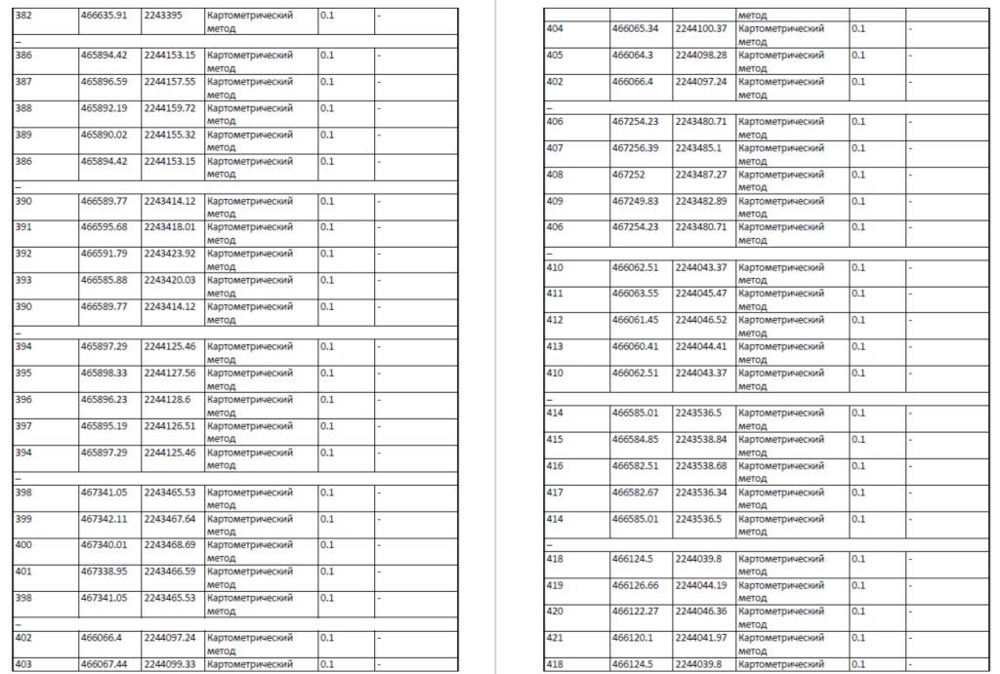 382 466635.91 2243395 Картометрический 0.1 -
метод
–
386 465894.42 2244153.15 Картометрический 0.1 -
метод
387 465896.59 2244157.55 Картометрический 0.1 -
метод
388 465892.19 2244159.72 Картометрический 0.1 -
метод
389 465890.02 2244155.32 Картометрический 0.1 -
метод
386 465894.42 2244153.15 Картометрический 0.1 -
метод
–
390 466589.77 2243414.12 Картометрический 0.1 -
метод
391 466595.68 2243418.01 Картометрический 0.1 -
метод
392 466591.79 2243423.92 Картометрический 0.1 -
метод
393 466585.88 2243420.03 Картометрический 0.1 -
метод
390 466589.77 2243414.12 Картометрический 0.1 -
метод
–
394 465897.29 2244125.46 Картометрический 0.1 -
метод
395 465898.33 2244127.56 Картометрический 0.1 -
метод
396 465896.23 2244128.6 Картометрический 0.1 -
метод
397 465895.19 2244126.51 Картометрический 0.1 -
метод
394 465897.29 2244125.46 Картометрический 0.1 -
метод
–
398 467341.05 2243465.53 Картометрический 0.1 -
метод
399 467342.11 2243467.64 Картометрический 0.1 -
метод
400 467340.01 2243468.69 Картометрический 0.1 -
метод
401 467338.95 2243466.59 Картометрический 0.1 -
метод
398 467341.05 2243465.53 Картометрический 0.1 -
метод
–
402 466066.4 2244097.24 Картометрический 0.1 -
метод
403 466067.44 2244099.33 Картометрический 0.1 -
метод
404 466065.34 2244100.37 Картометрический 0.1 -
метод
405 466064.3 2244098.28 Картометрический 0.1 -
метод
402 466066.4 2244097.24 Картометрический 0.1 -
метод
–
406 467254.23 2243480.71 Картометрический 0.1 -
метод
407 467256.39 2243485.1 Картометрический 0.1 -
метод
408 467252 2243487.27 Картометрический 0.1 -
метод
409 467249.83 2243482.89 Картометрический 0.1 -
метод
406 467254.23 2243480.71 Картометрический 0.1 -
метод
–
410 466062.51 2244043.37 Картометрический 0.1 -
метод
411 466063.55 2244045.47 Картометрический 0.1 -
метод
412 466061.45 2244046.52 Картометрический 0.1 -
метод
413 466060.41 2244044.41 Картометрический 0.1 -
метод
410 466062.51 2244043.37 Картометрический 0.1 -
метод
–
414 466585.01 2243536.5 Картометрический 0.1 -
метод
415 466584.85 2243538.84 Картометрический 0.1 -
метод
416 466582.51 2243538.68 Картометрический 0.1 -
метод
417 466582.67 2243536.34 Картометрический 0.1 -
метод
414 466585.01 2243536.5 Картометрический 0.1 -
метод
–
418 466124.5 2244039.8 Картометрический 0.1 -
метод
419 466126.66 2244044.19 Картометрический 0.1 -
метод
420 466122.27 2244046.36 Картометрический 0.1 -
метод
421 466120.1 2244041.97 Картометрический 0.1 -
метод
418 466124.5 2244039.8 Картометрический 0.1 -